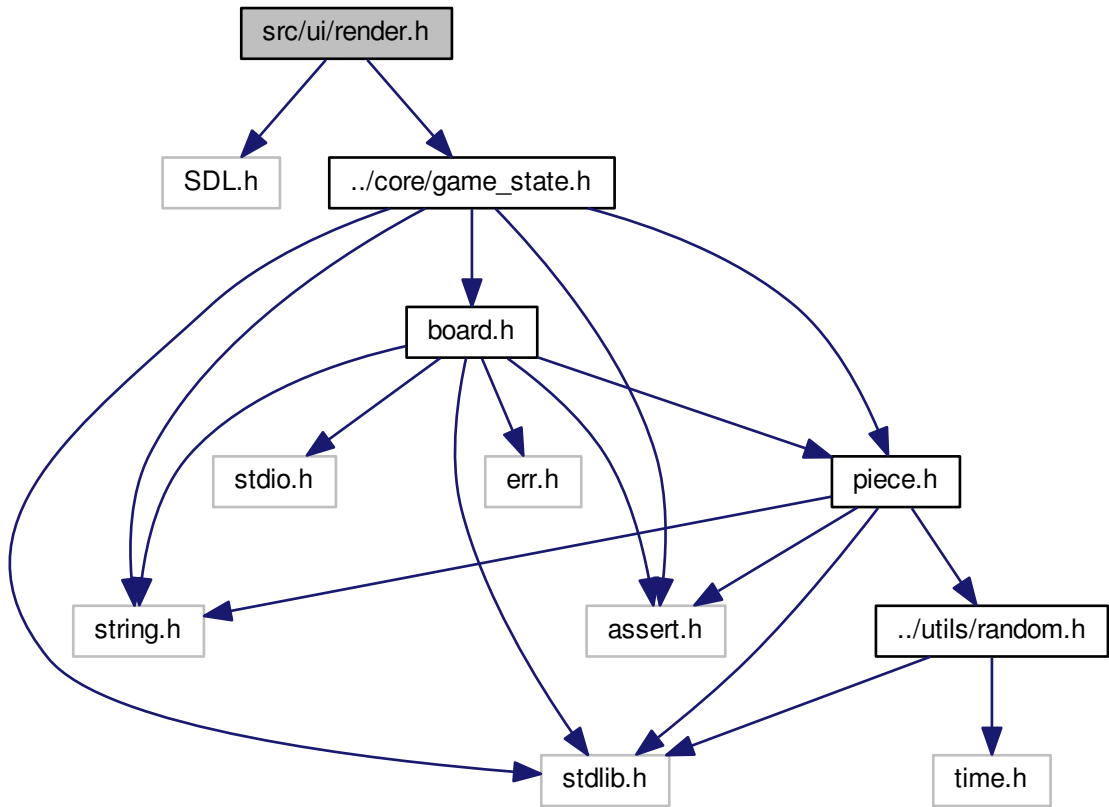 src/ui/render.h
SDL.h
../core/game_state.h
board.h
stdio.h
err.h
piece.h
string.h
assert.h
../utils/random.h
stdlib.h
time.h